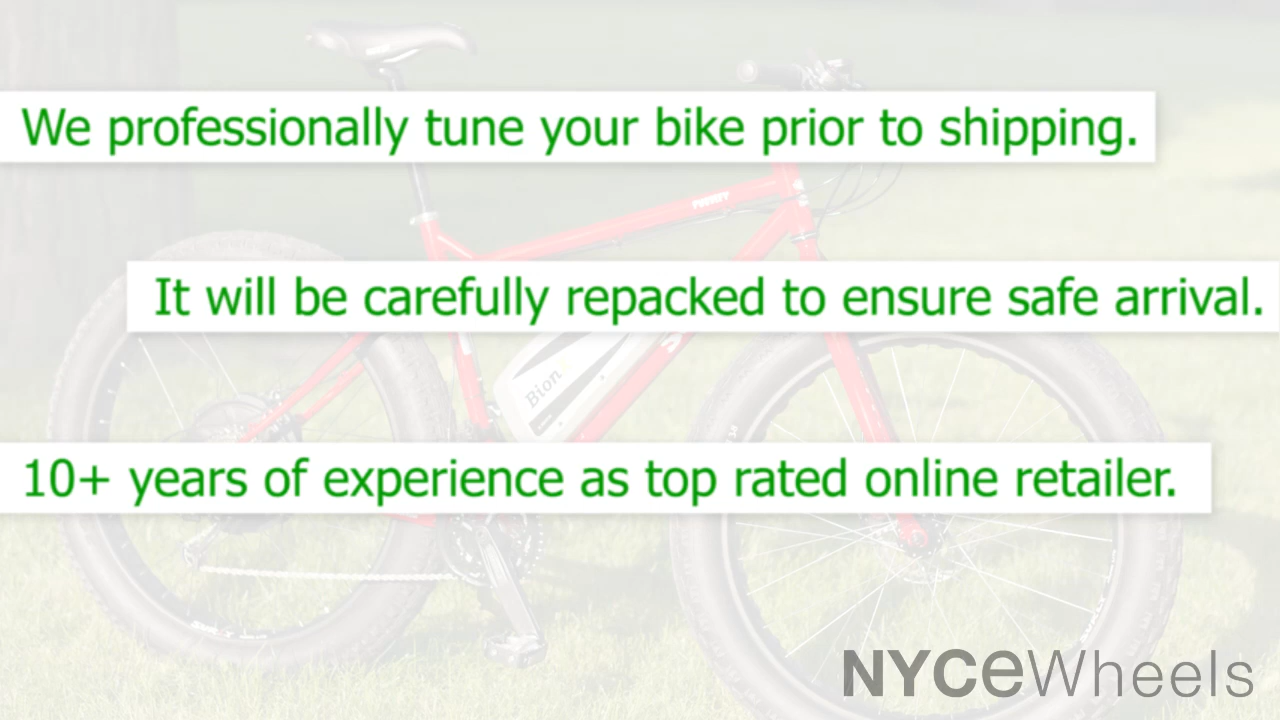 We professionally tune your bike prior to shipping.
It will be carefully repacked to ensure safe arrival.
Bion
10+ years of experience as top rated online retailer.
NYCeWheels